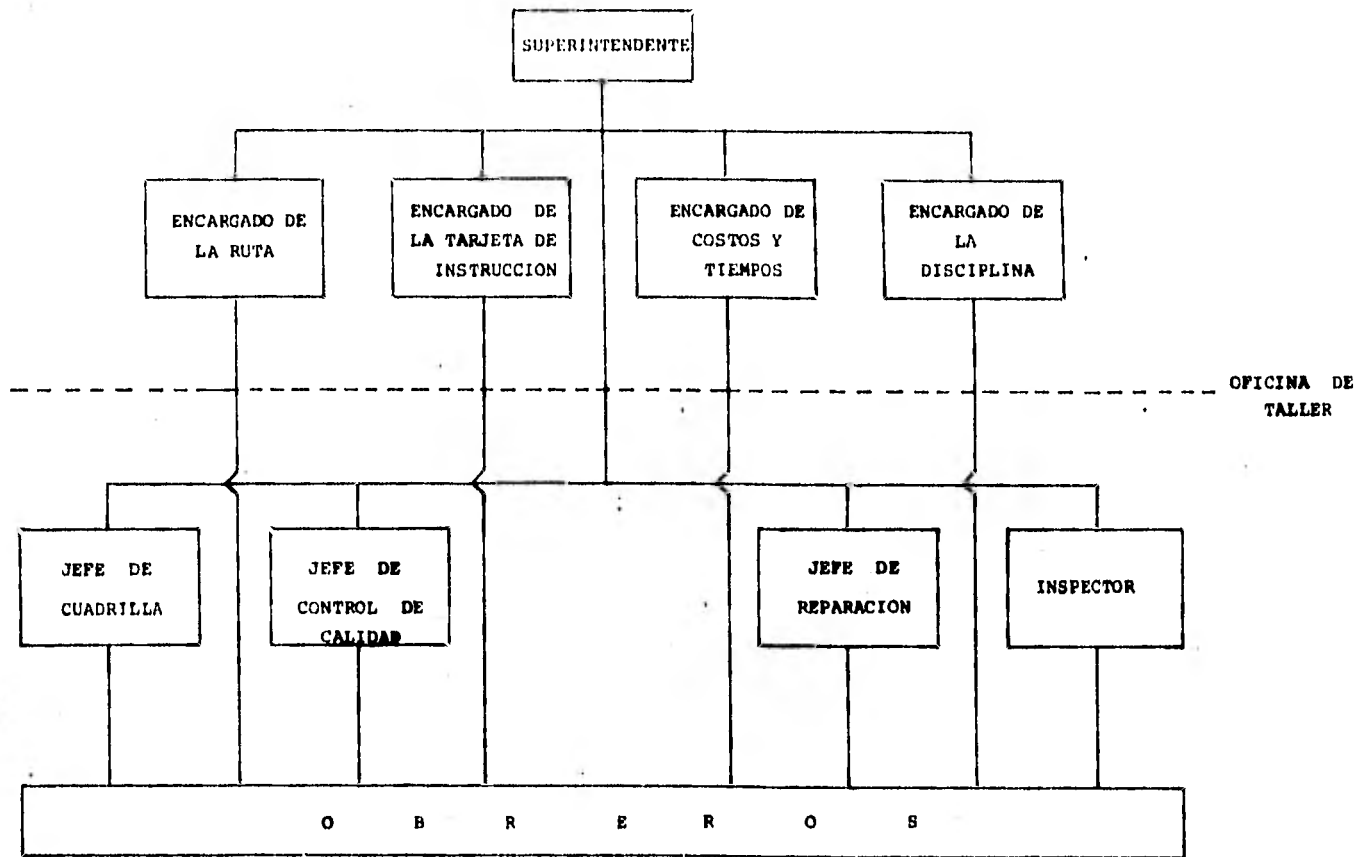 SUPERINTENDENTE
ENCARGADO DE
LA RUTA
ENCARGADO DE
LA TARJETA DE
INSTRUCCION
ENCARGADO DE
COSTOS Y
TIEMPOS
ENCARGADO DE
LA
DISCIPLINA
OFICINA DE
TALLER
JEFE DE
CUADRILLA
JEFE DE
CONTROL DE
CALIDAD
JEFE DE
REPARACION
INSPECTOR
O B R E R O S